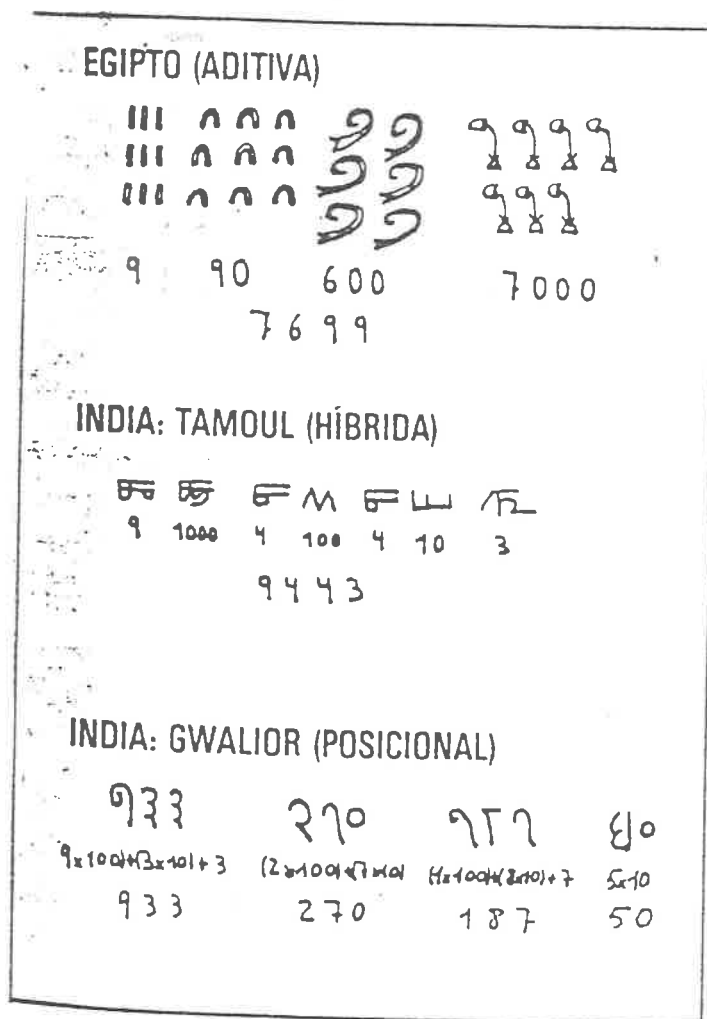 EGIPTO (ADITIVA)
9 90 600 7000
7699
INDIA: TAMOUL (HÍBRIDA)
9 1000 4 100 4 10 3
9443
INDIA: GWALIOR (POSICIONAL)
(9x100)+(3x10)+3 (2x100)+(7x10) (1x100)+(8x10)+7 5x10
933 270 187 50